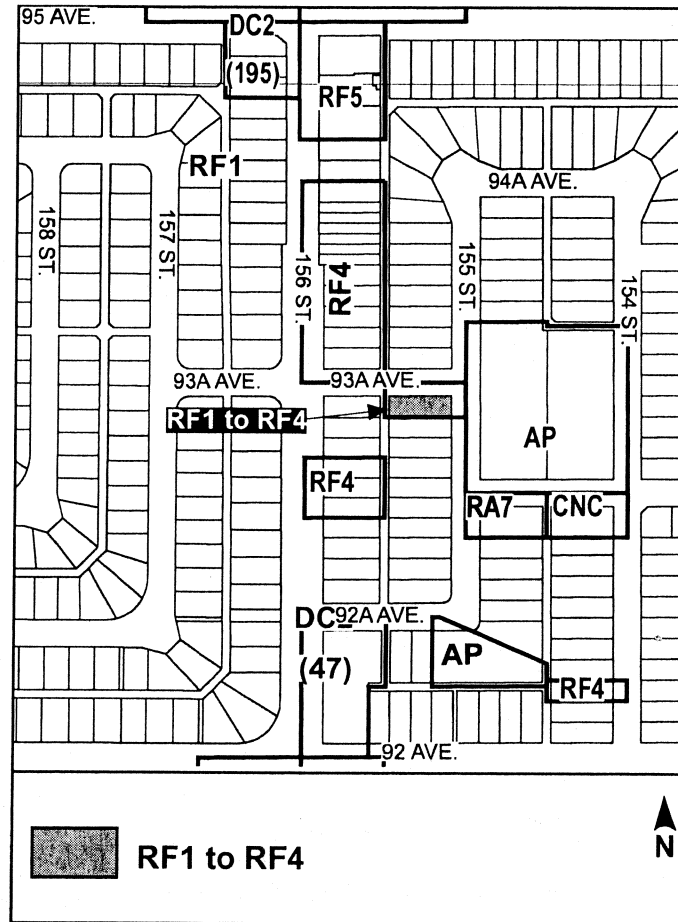 95 AVE.
DC2
(195)
RF5
RF1
94A AVE.
158 ST.
157 ST.
156 ST.
RF4
155 ST.
154 ST.
93A AVE.
93A AVE.
RF1 to RF4
AP
RF4
RA7
CNC
92A AVE.
(47)
AP
RF4
92 AVE.
RF1 to RF4
N